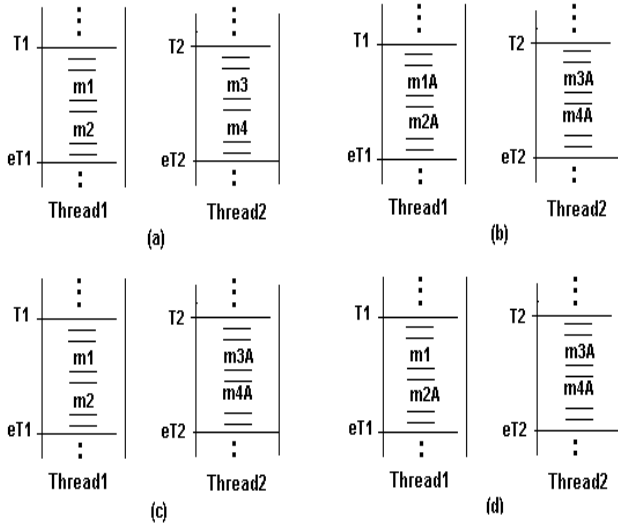 T1
m1
m2
eT1
Thread1
T2
m3
m4
eT2
Thread2
(a)
T1
m1A
m2A
eT1
Thread1
T2
m3A
m4A
eT2
Thread2
(b)
T1
m1
m2
eT1
Thread1
T2
m3A
m4A
eT2
Thread2
(c)
T1
m1
m2A
eT1
Thread1
T2
m3A
m4A
eT2
Thread2
(d)